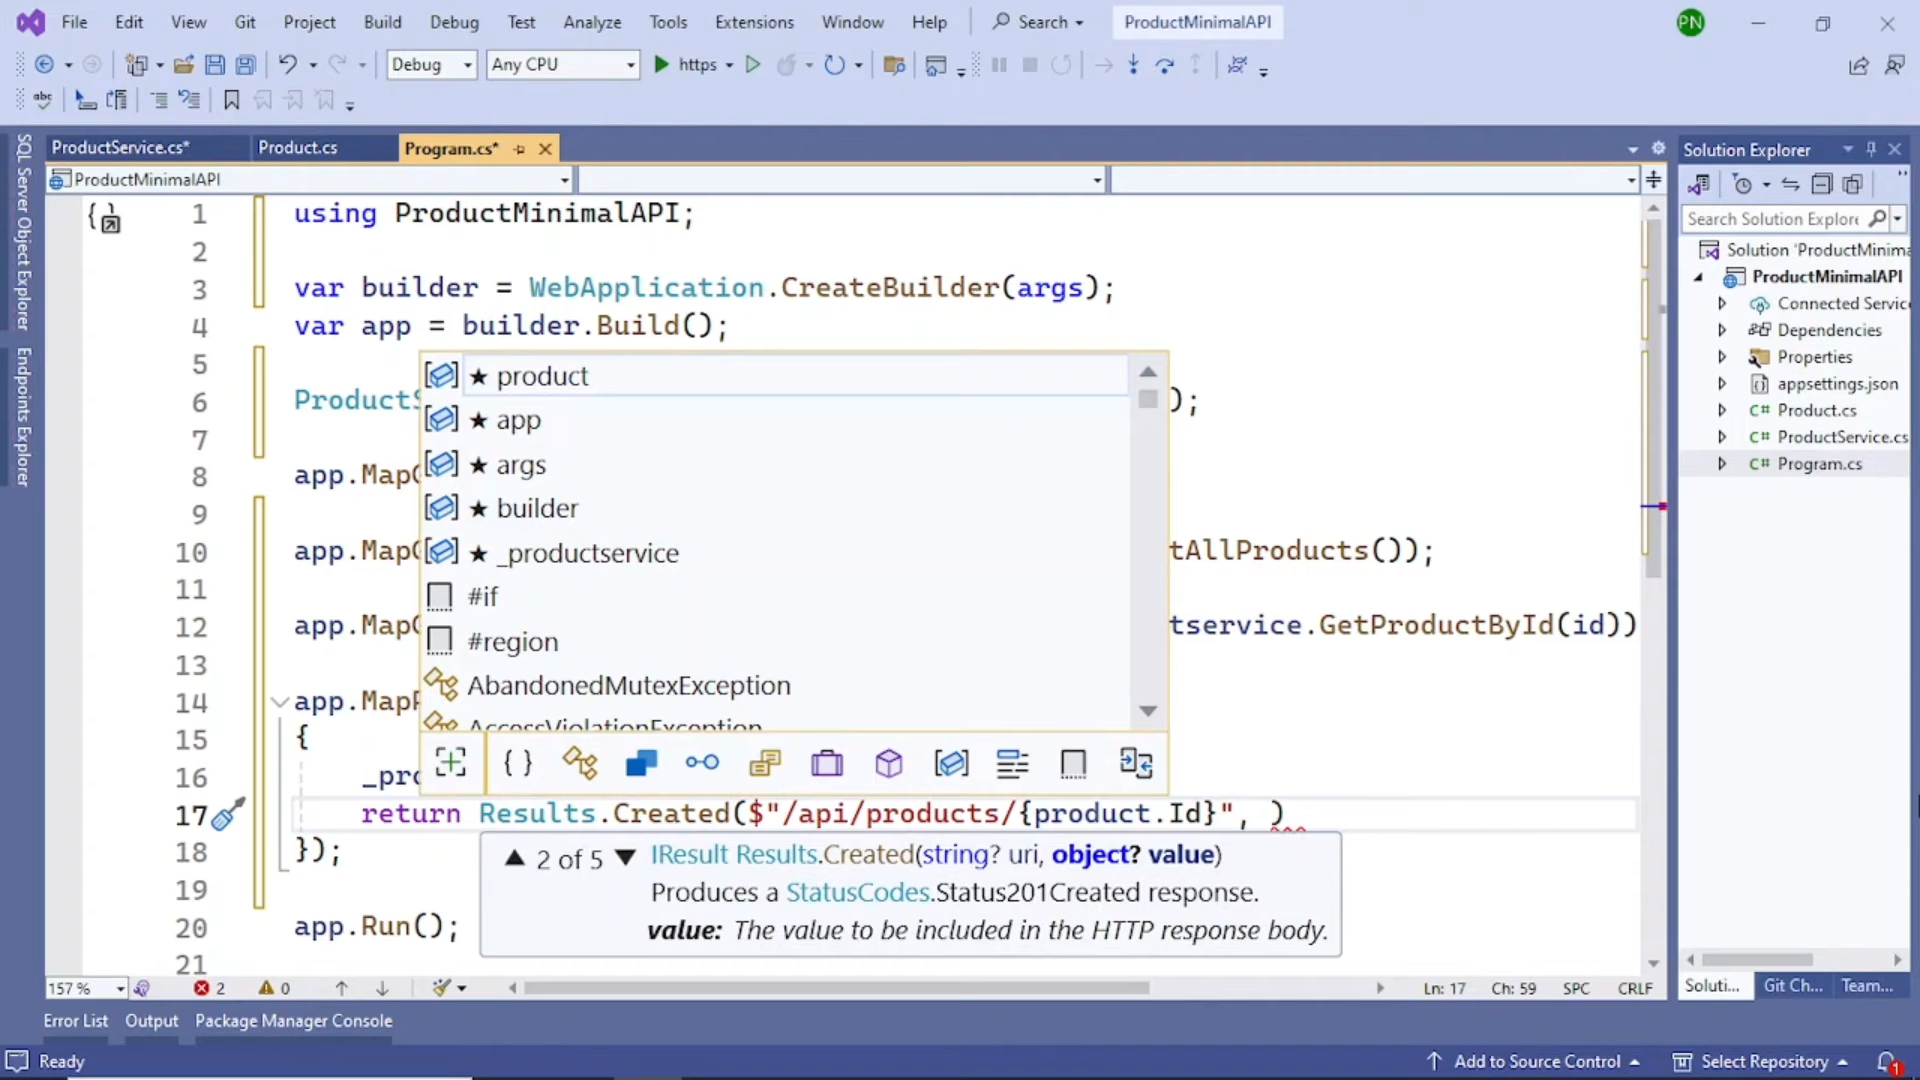 File Edit View Git Project Build Debug Test Analyze Tools Extensions Window Help Search ProductMinimalAPI PN
Debug Any CPU https
abc
ProductService.cs* Product.cs Program.cs*
ProductMinimalAPI
SQL Server Object Explorer
Endpoints Explorer
1 using ProductMinimalAPI;
2
3 var builder = WebApplication.CreateBuilder(args);
4 var app = builder.Build();
5
6 ProductS );
7
8 app.MapG
9
10 app.MapG tAllProducts());
11
12 app.MapG tservice.GetProductById(id))
13
14 app.MapP
15 {
16 _pro
17 return Results.Created($"/api/products/{product.Id}", )
18 });
19
20 app.Run();
21
★ product
★ app
★ args
★ builder
★ _productservice
#if
#region
AbandonedMutexException
AccessViolationException
▲ 2 of 5 ▼ IResult Results.Created(string? uri, object? value)
Produces a StatusCodes.Status201Created response.
value: The value to be included in the HTTP response body.
157 % 2 0 Ln: 17 Ch: 59 SPC CRLF
Solution Explorer
Search Solution Explore
Solution 'ProductMinima
ProductMinimalAPI
Connected Servic
Dependencies
Properties
appsettings.json
C# Product.cs
C# ProductService.cs
C# Program.cs
Soluti... Git Ch... Team...
Error List Output Package Manager Console
Ready Add to Source Control Select Repository 1